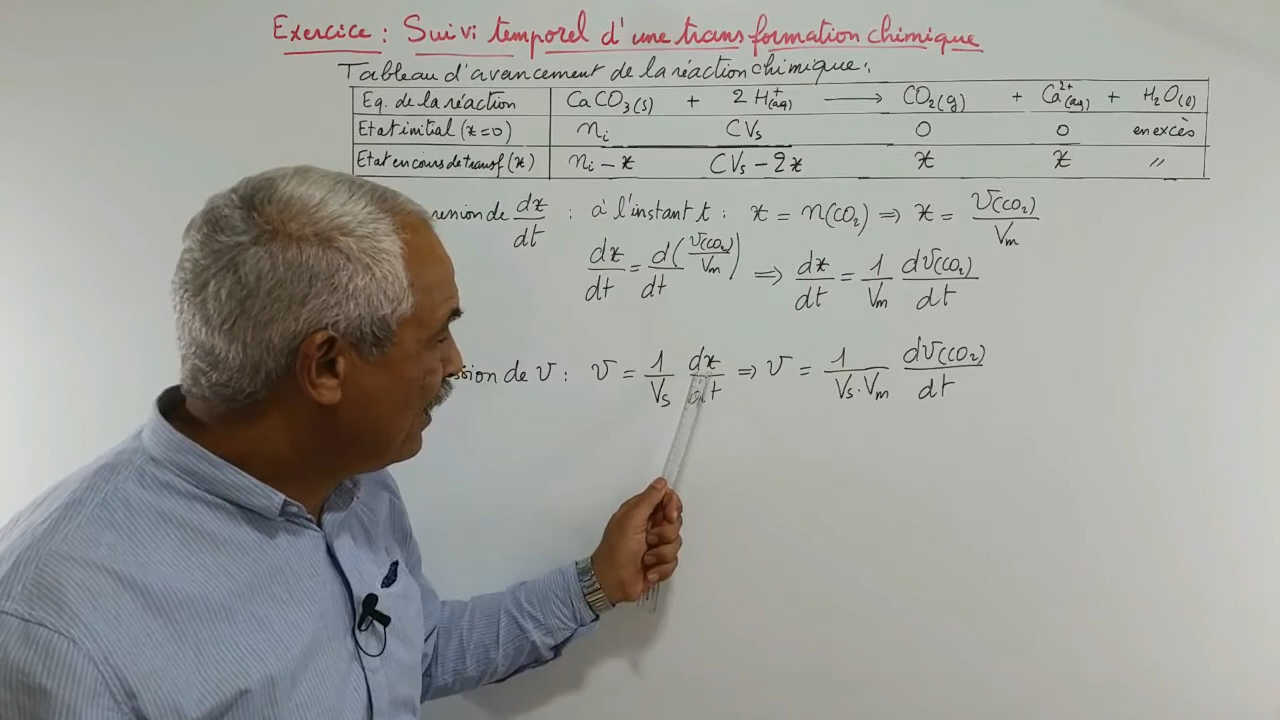 Exercice : Suivi temporel d'une transformation chimique
Tableau d'avancement de la réaction chimique :
Eq. de la réaction CaCO₃(s) + 2 H⁺(aq) ⟶ CO₂(g) + Ca²⁺(aq) + H₂O(l)
Etat initial (x=0) nᵢ CVₛ 0 0 en excès
Etat en cours de transf (x) nᵢ − x CVₛ − 2x x x //
de dx/dt : à l'instant t : x = n(CO₂) ⇒ x = V(CO₂)/Vₘ
dx/dt = d/dt (V(CO₂)/Vₘ) ⇒ dx/dt = 1/Vₘ dV(CO₂)/dt
de v : v = 1/Vₛ dx/dt ⇒ v = 1/(Vₛ.Vₘ) dV(CO₂)/dt